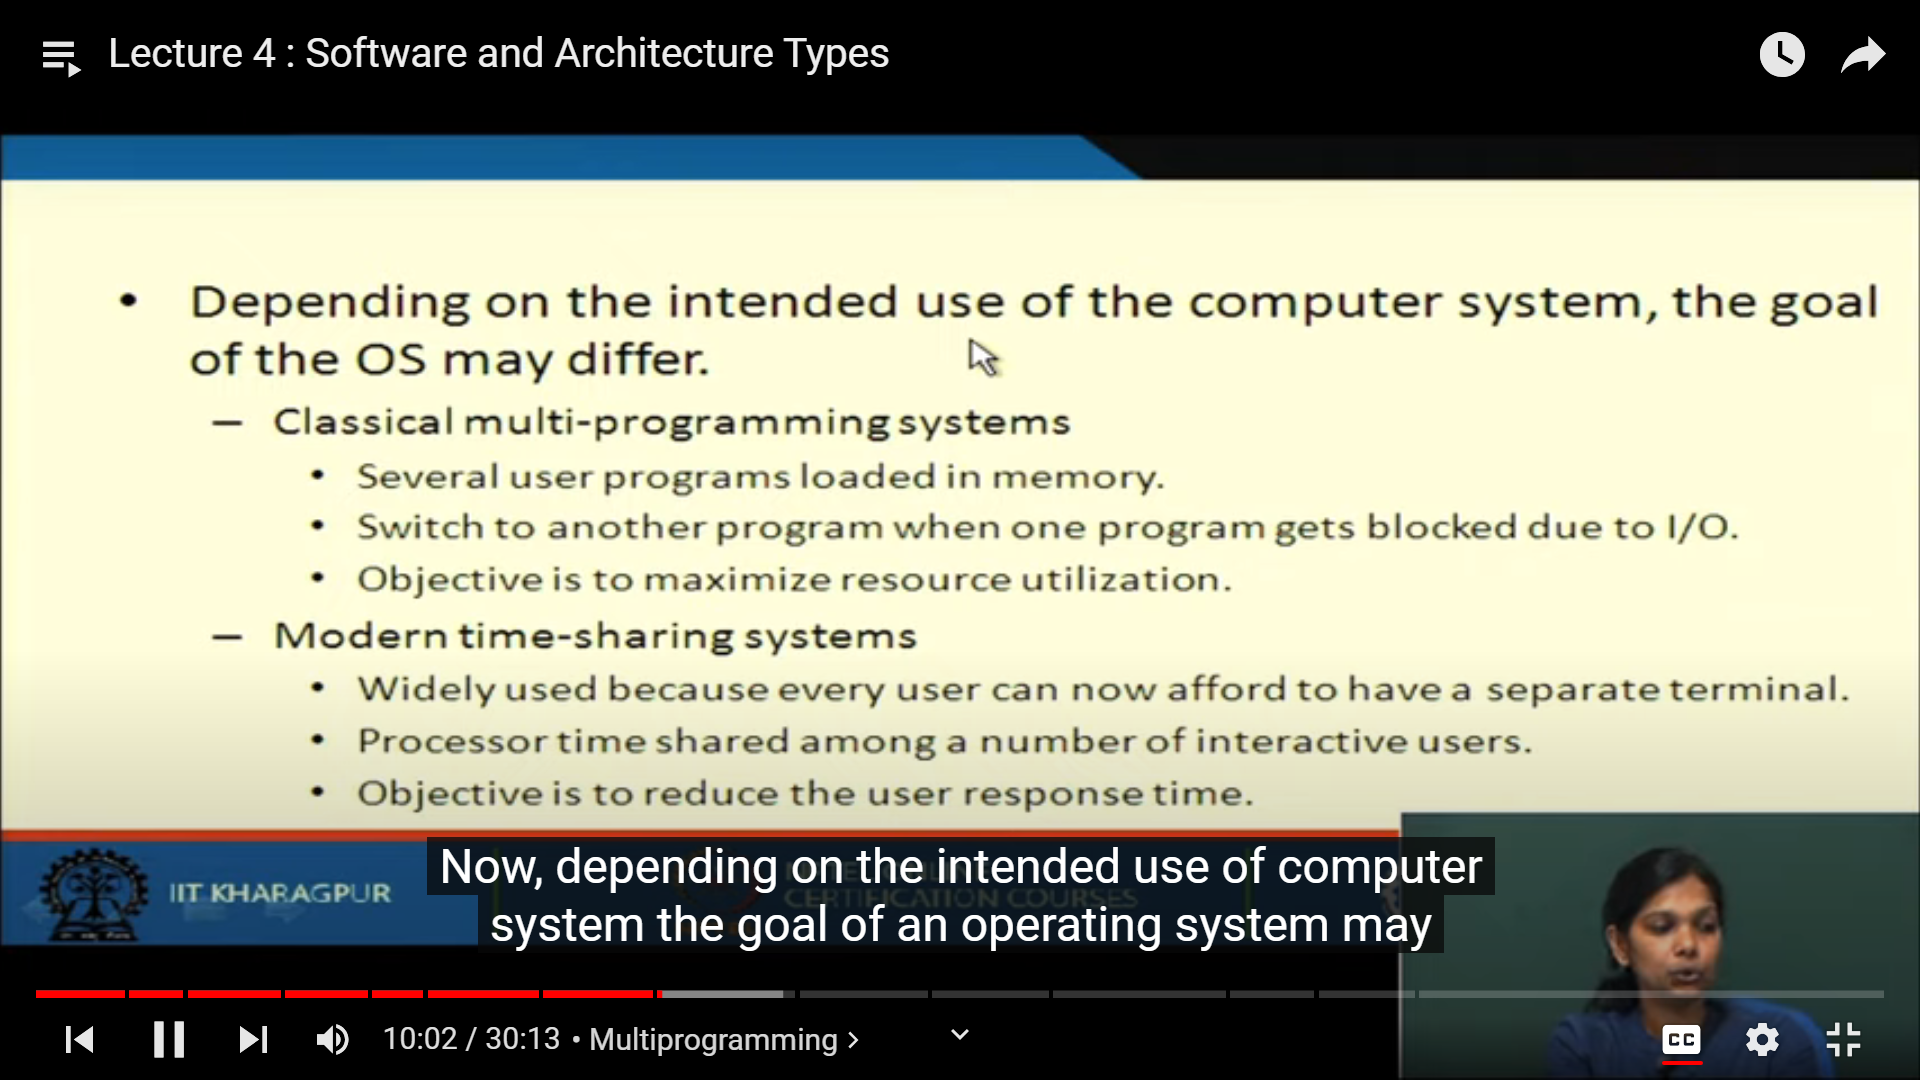 Lecture 4 : Software and Architecture Types
• Depending on the intended use of the computer system, the goal
of the OS may differ.
– Classical multi-programming systems
• Several user programs loaded in memory.
• Switch to another program when one program gets blocked due to I/O.
• Objective is to maximize resource utilization.
– Modern time-sharing systems
• Widely used because every user can now afford to have a separate terminal.
• Processor time shared among a number of interactive users.
• Objective is to reduce the user response time.
IIT KHARAGPUR
CERTIFICATION COURSES
Now, depending on the intended use of computer
system the goal of an operating system may
10:02 / 30:13 • Multiprogramming >
CC